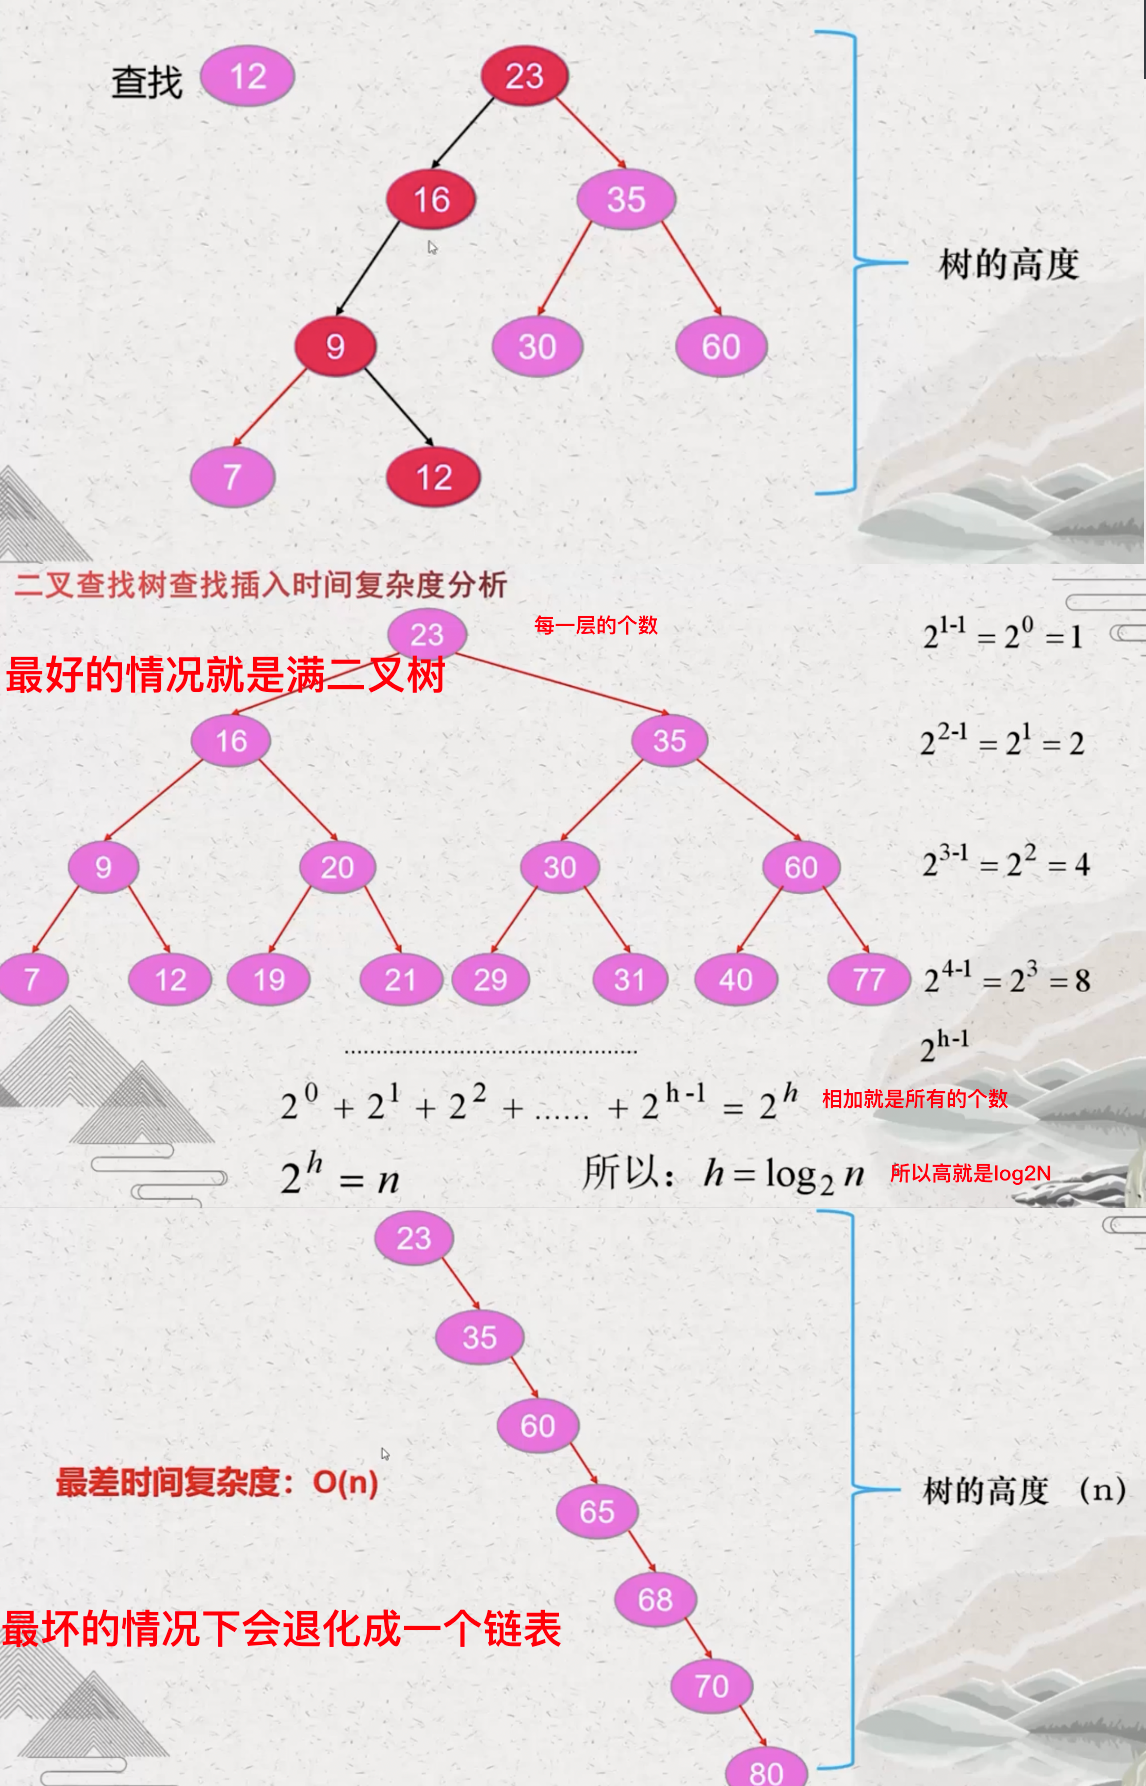 查找 12
23
16 35
9 30 60
7 12
树的高度
二叉查找树查找插入时间复杂度分析
23
每一层的个数
2^{1-1} = 2^0 = 1
最好的情况就是满二叉树
16 35
2^{2-1} = 2^1 = 2
9 20 30 60
2^{3-1} = 2^2 = 4
7 12 19 21 29 31 40 77
2^{4-1} = 2^3 = 8
2^{h-1}
..............................................
2^0 + 2^1 + 2^2 + ...... + 2^{h-1} = 2^h
相加就是所有的个数
2^h = n
所以：h = log_2 n
所以高就是log2N
23
35
60
65
68
70
80
最差时间复杂度：O(n)
树的高度 （n）
最坏的情况下会退化成一个链表